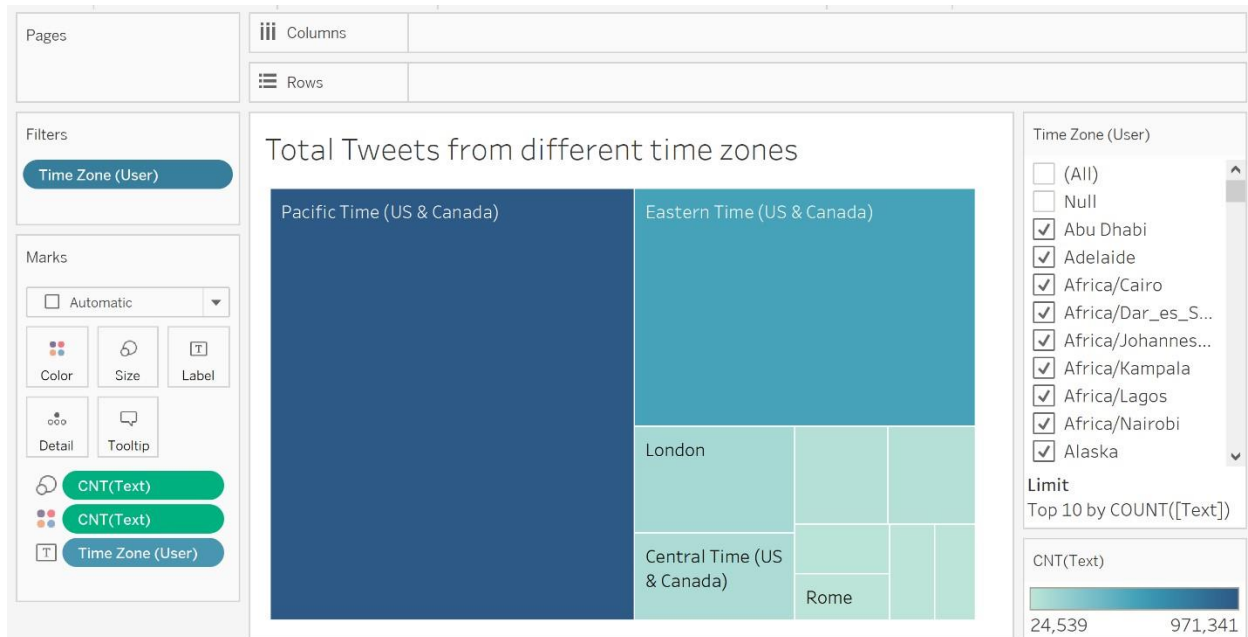 Pages
Columns
Rows
Filters
Time Zone (User)
Marks
Automatic
Color
Size
T
Label
Detail
Tooltip
CNT(Text)
CNT(Text)
T
Time Zone (User)
Total Tweets from different time zones
Pacific Time (US & Canada)
Eastern Time (US & Canada)
London
Central Time (US
& Canada)
Rome
Time Zone (User)
(All)
Null
Abu Dhabi
Adelaide
Africa/Cairo
Africa/Dar_es_S...
Africa/Johannes...
Africa/Kampala
Africa/Lagos
Africa/Nairobi
Alaska
Limit
Top 10 by COUNT([Text])
CNT(Text)
24,539 971,341